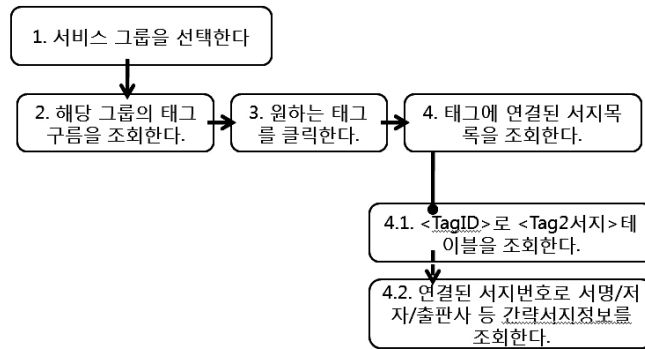 1. 서비스 그룹을 선택한다
2. 해당 그룹의 태그
구름을 조회한다.
3. 원하는 태그
를 클릭한다.
4. 태그에 연결된 서지목
록을 조회한다.
4.1. <TagID>로 <Tag2서지>테
이블을 조회한다.
4.2. 연결된 서지번호로 서명/저
자/출판사 등 간략서지정보를
조회한다.